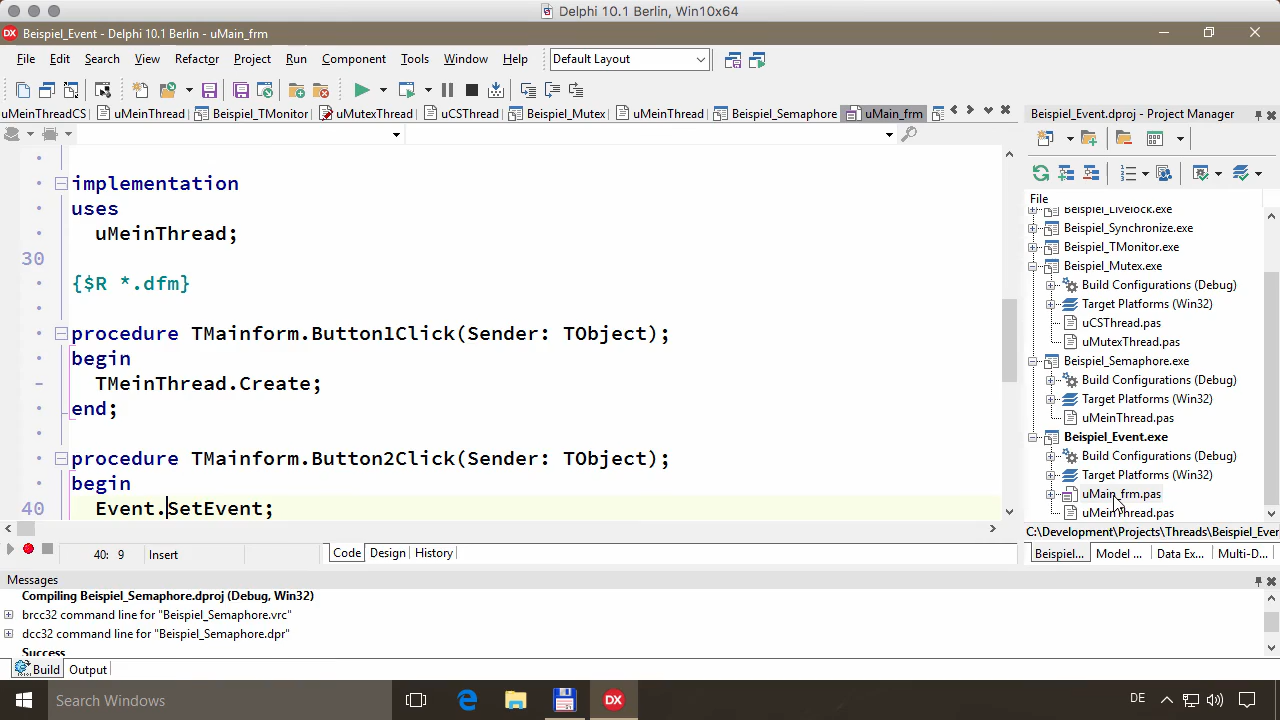 Delphi 10.1 Berlin, Win10x64
DX Beispiel_Event - Delphi 10.1 Berlin - uMain_frm
File Edit Search View Refactor Project Run Component Tools Window Help Default Layout
uMeinThreadCS uMeinThread Beispiel_TMonitor uMutexThread uCSThread Beispiel_Mutex uMeinThread Beispiel_Semaphore uMain_frm
implementation
uses
uMeinThread;
30
{$R *.dfm}
procedure TMainform.Button1Click(Sender: TObject);
begin
TMeinThread.Create;
end;
procedure TMainform.Button2Click(Sender: TObject);
begin
40 Event.SetEvent;
40: 9 Insert Code Design History
Beispiel_Event.dproj - Project Manager
File
Beispiel_Livelock.exe
Beispiel_Synchronize.exe
Beispiel_TMonitor.exe
Beispiel_Mutex.exe
Build Configurations (Debug)
Target Platforms (Win32)
uCSThread.pas
uMutexThread.pas
Beispiel_Semaphore.exe
Build Configurations (Debug)
Target Platforms (Win32)
uMeinThread.pas
Beispiel_Event.exe
Build Configurations (Debug)
Target Platforms (Win32)
uMain_frm.pas
uMeinThread.pas
C:\Development\Projects\Threads\Beispiel_Even
Beispiel... Model ... Data Ex... Multi-D...
Messages
Compiling Beispiel_Semaphore.dproj (Debug, Win32)
brcc32 command line for "Beispiel_Semaphore.vrc"
dcc32 command line for "Beispiel_Semaphore.dpr"
Success
Build Output
Search Windows DX DE